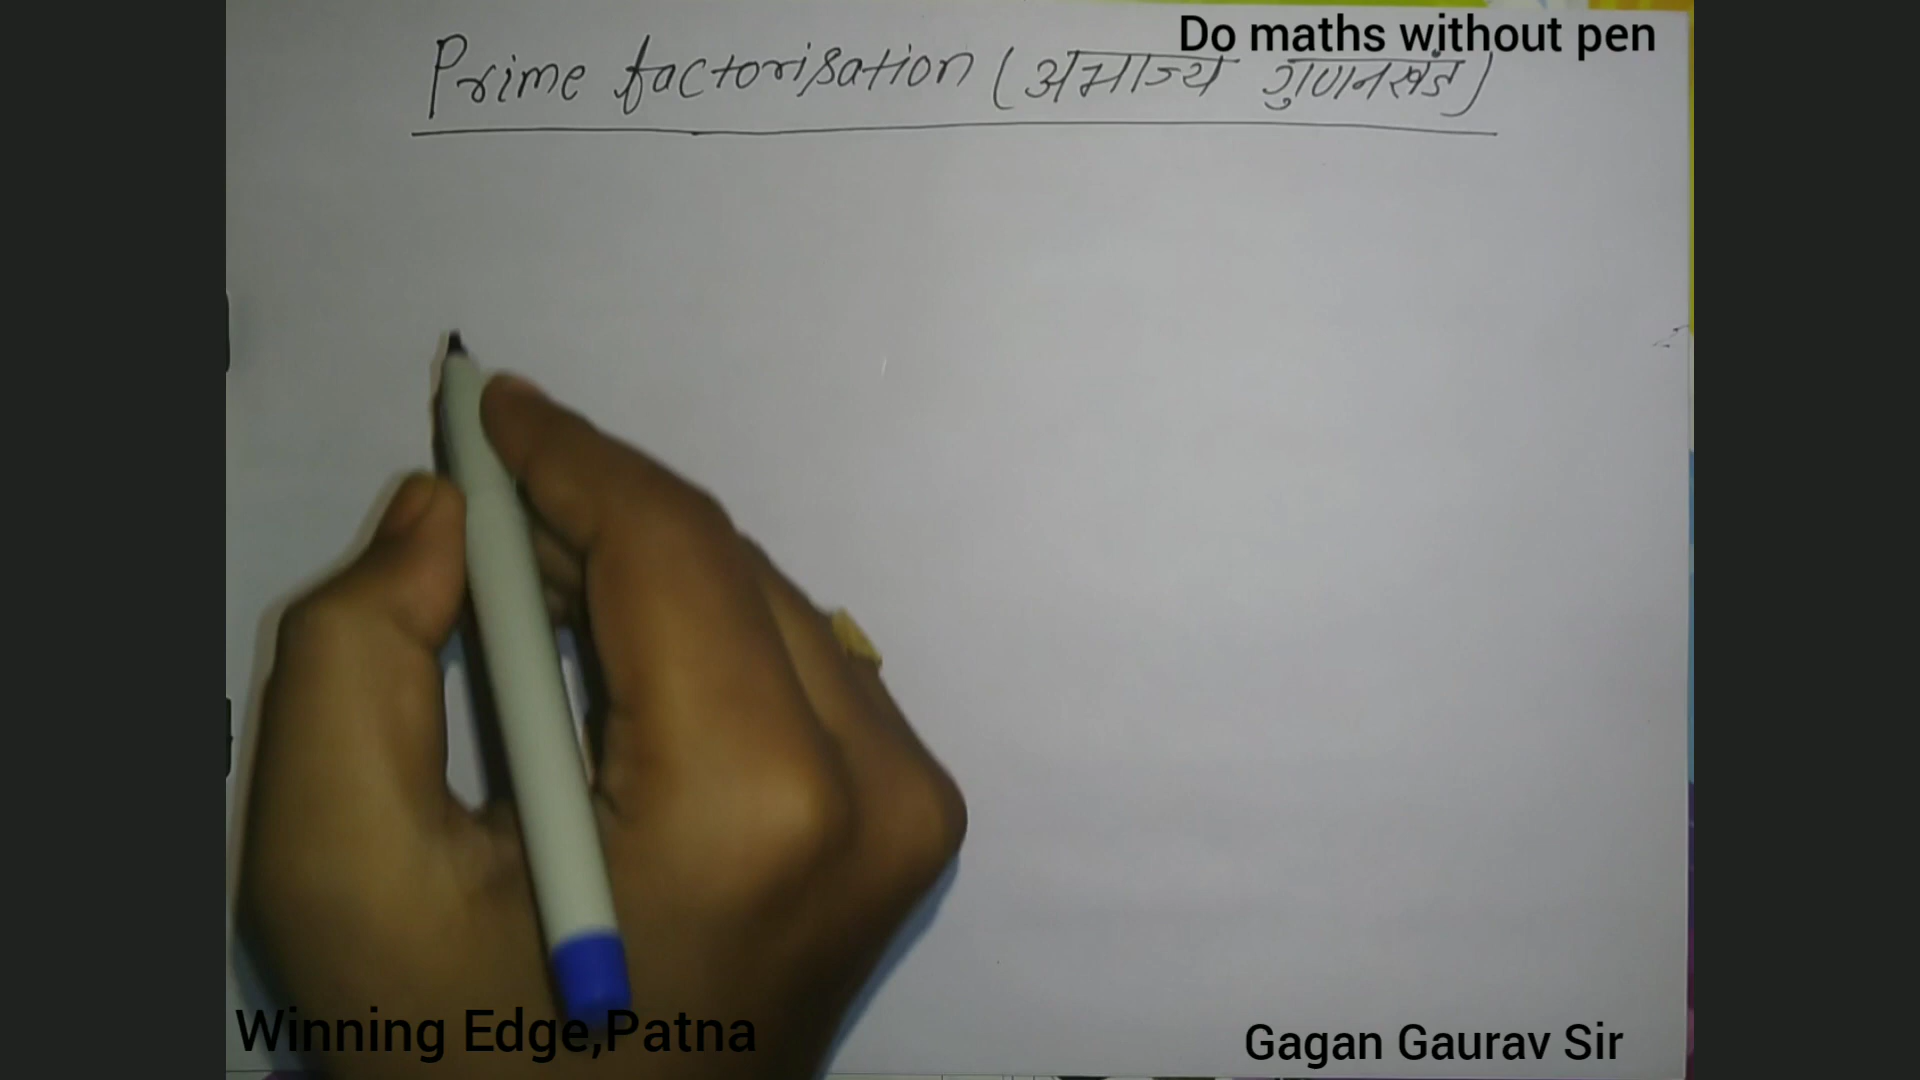 Do maths without pen
Prime factorisation (अभाज्य गुणनखंड)
Winning Edge,Patna
Gagan Gaurav Sir